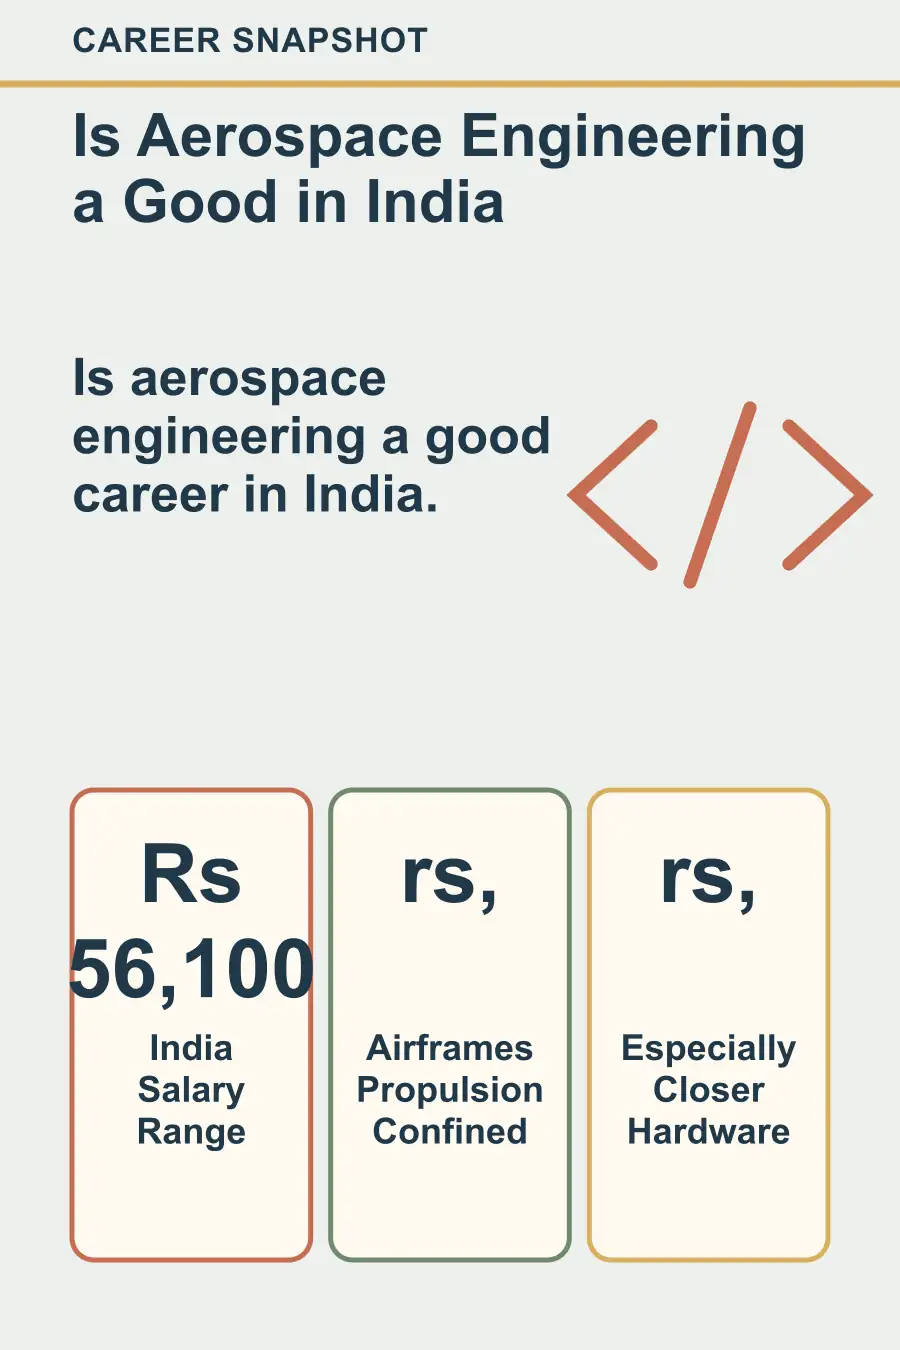 CAREER SNAPSHOT
Is Aerospace Engineering
a Good in India
Is aerospace
engineering a good
career in India.
Rs
56,100
India
Salary
Range
rs,
Airframes
Propulsion
Confined
rs,
Especially
Closer
Hardware